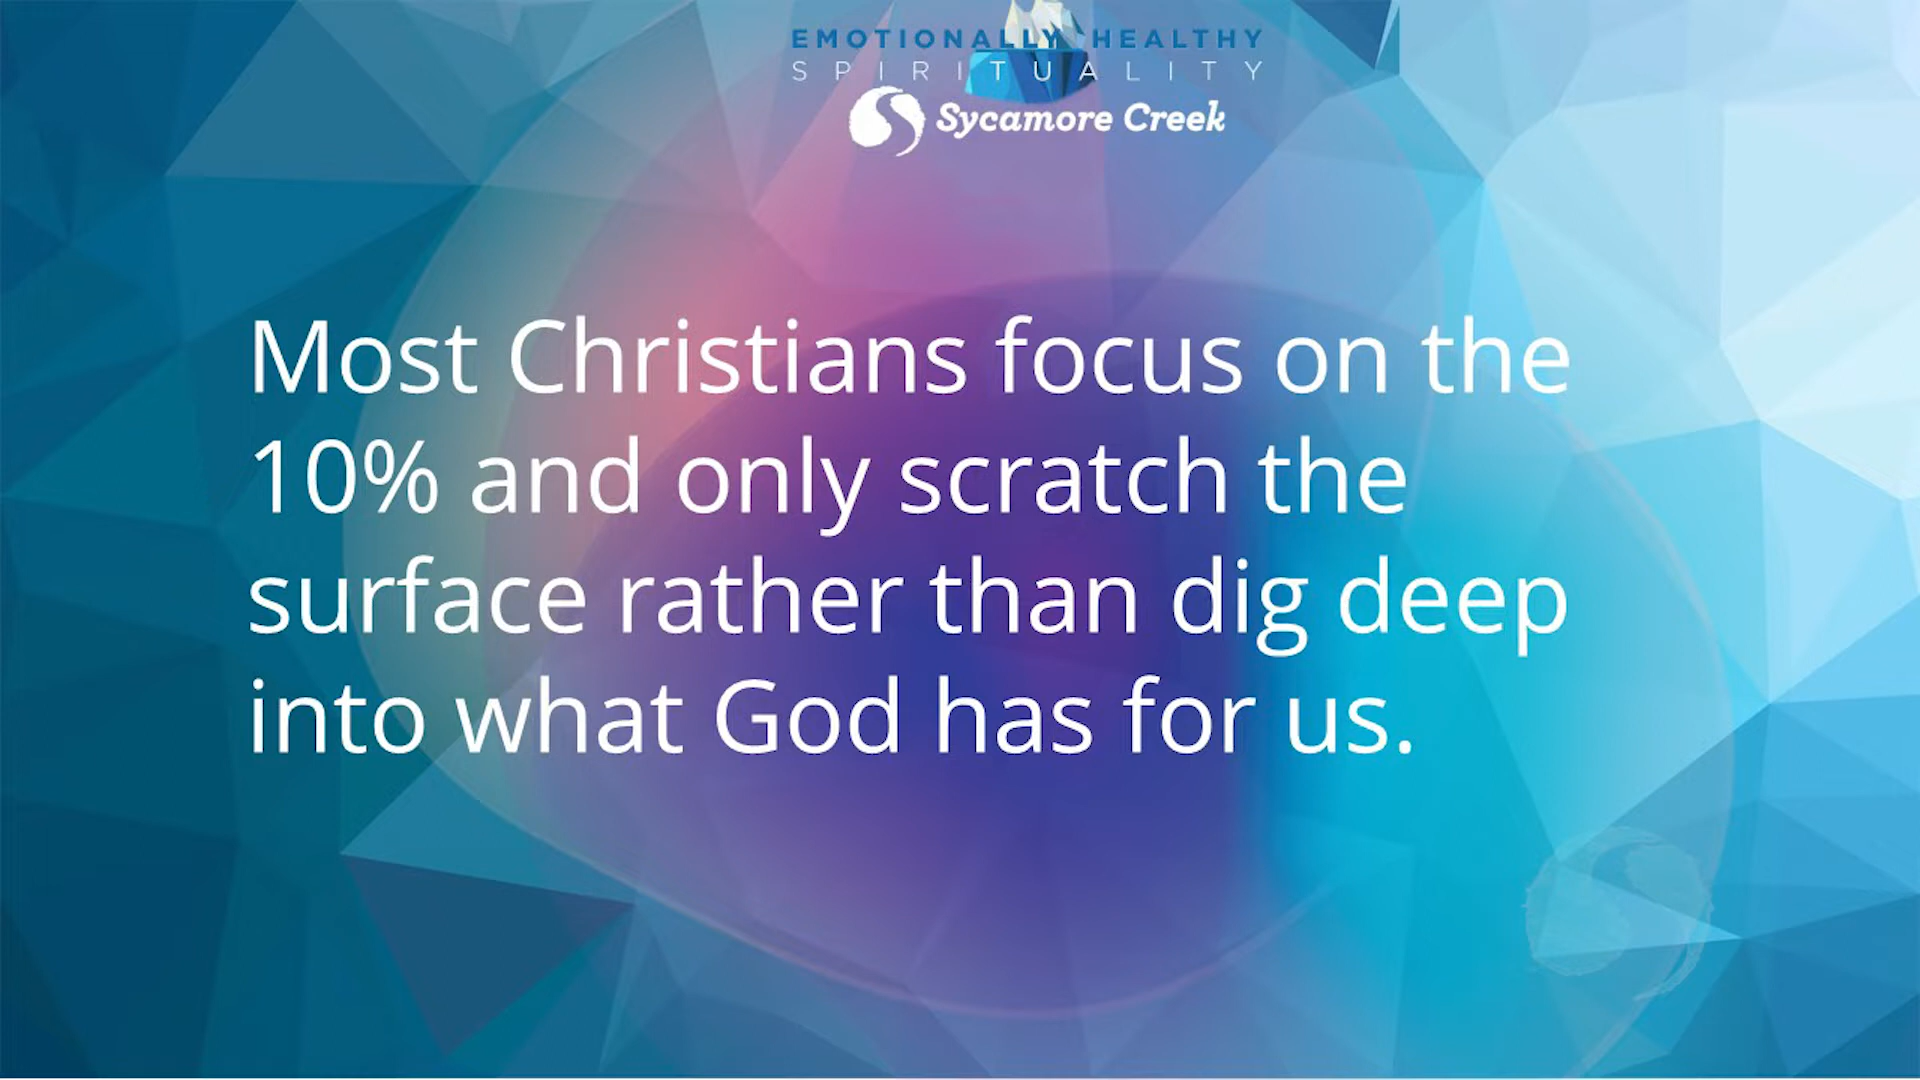 EMOTIONALLY HEALTHY
SPIRITUALITY
Sycamore Creek
Most Christians focus on the
10% and only scratch the
surface rather than dig deep
into what God has for us.